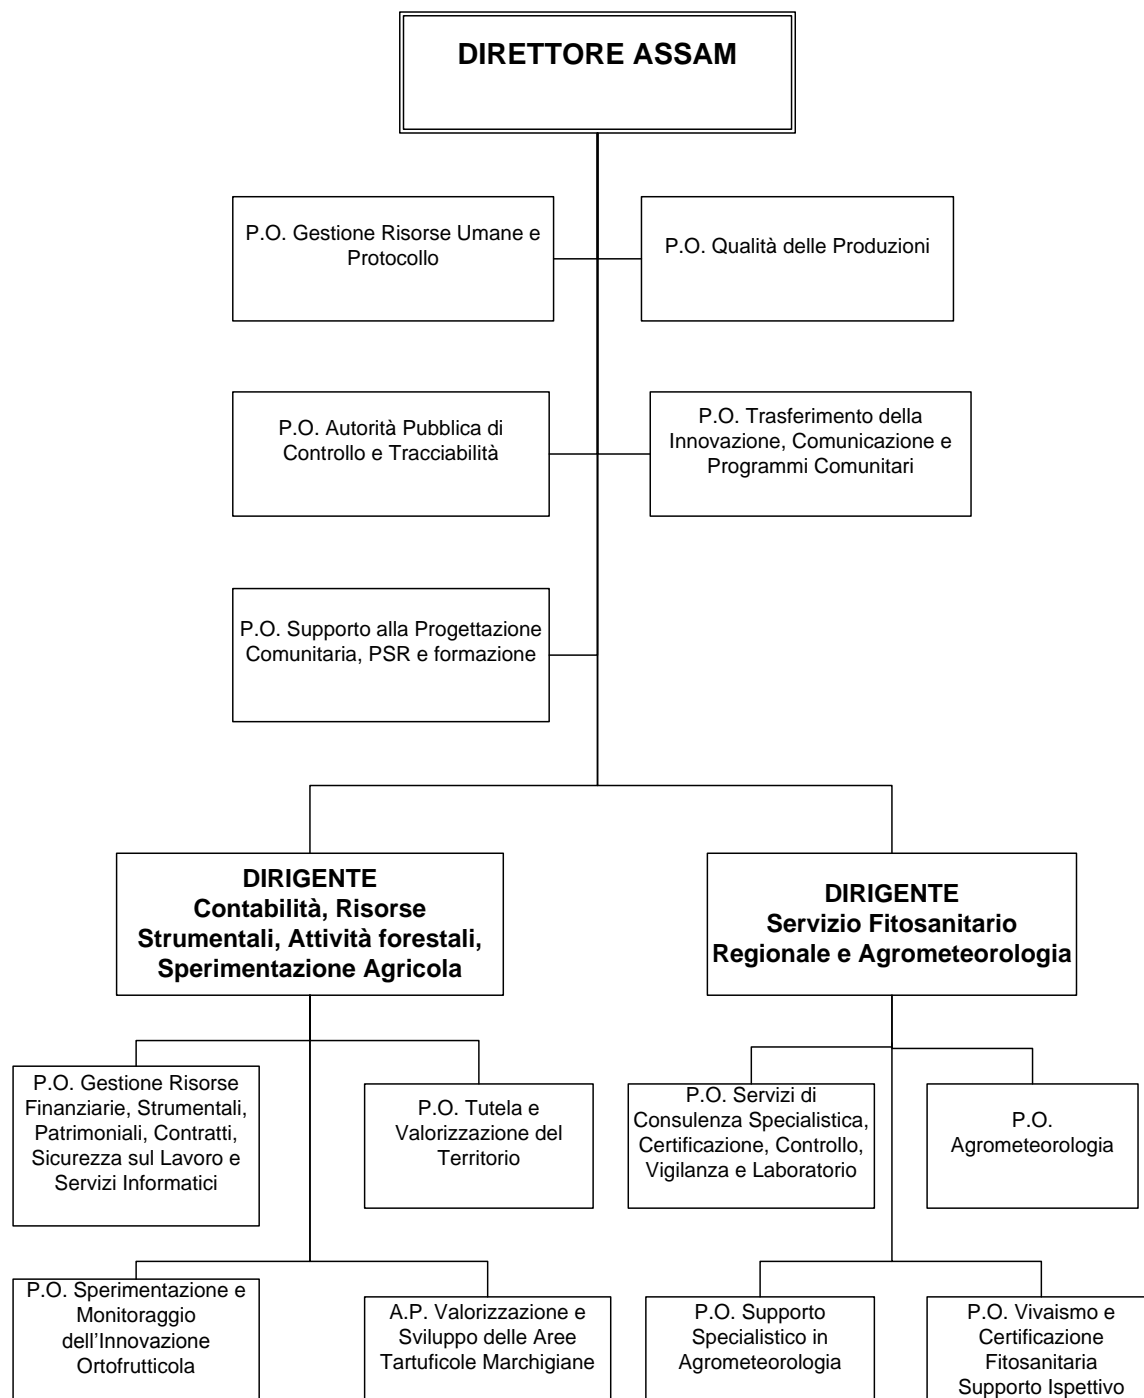 DIRETTORE ASSAM
P.O. Gestione Risorse Umane e
Protocollo
P.O. Qualità delle Produzioni
P.O. Autorità Pubblica di
Controllo e Tracciabilità
P.O. Trasferimento della
Innovazione, Comunicazione e
Programmi Comunitari
P.O. Supporto alla Progettazione
Comunitaria, PSR e formazione
DIRIGENTE
Contabilità, Risorse
Strumentali, Attività forestali,
Sperimentazione Agricola
DIRIGENTE
Servizio Fitosanitario
Regionale e Agrometeorologia
P.O. Gestione Risorse
Finanziarie, Strumentali,
Patrimoniali, Contratti,
Sicurezza sul Lavoro e
Servizi Informatici
P.O. Tutela e
Valorizzazione del
Territorio
P.O. Servizi di
Consulenza Specialistica,
Certificazione, Controllo,
Vigilanza e Laboratorio
P.O.
Agrometeorologia
P.O. Sperimentazione e
Monitoraggio
dell'Innovazione
Ortofrutticola
A.P. Valorizzazione e
Sviluppo delle Aree
Tartuficole Marchigiane
P.O. Supporto
Specialistico in
Agrometeorologia
P.O. Vivaismo e
Certificazione
Fitosanitaria
Supporto Ispettivo